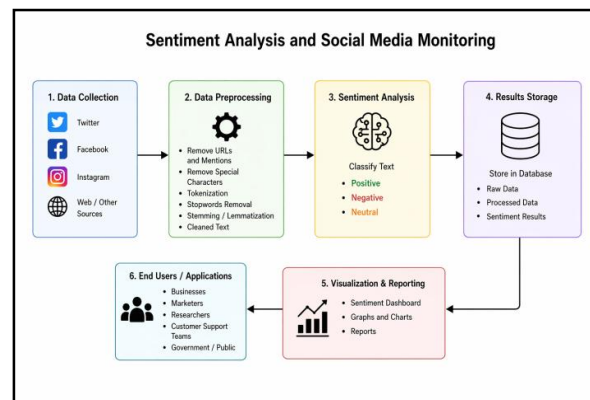 Sentiment Analysis and Social Media Monitoring
1. Data Collection
Twitter
Facebook
Instagram
Web / Other
Sources
2. Data Preprocessing
• Remove URLs
and Mentions
• Remove Special
Characters
• Tokenization
• Stopwords Removal
• Stemming / Lemmatization
• Cleaned Text
3. Sentiment Analysis
Classify Text
• Positive
• Negative
• Neutral
4. Results Storage
Store in Database
• Raw Data
• Processed Data
• Sentiment Results
5. Visualization & Reporting
• Sentiment Dashboard
• Graphs and Charts
• Reports
6. End Users / Applications
• Businesses
• Marketers
• Researchers
• Customer Support
Teams
• Government / Public